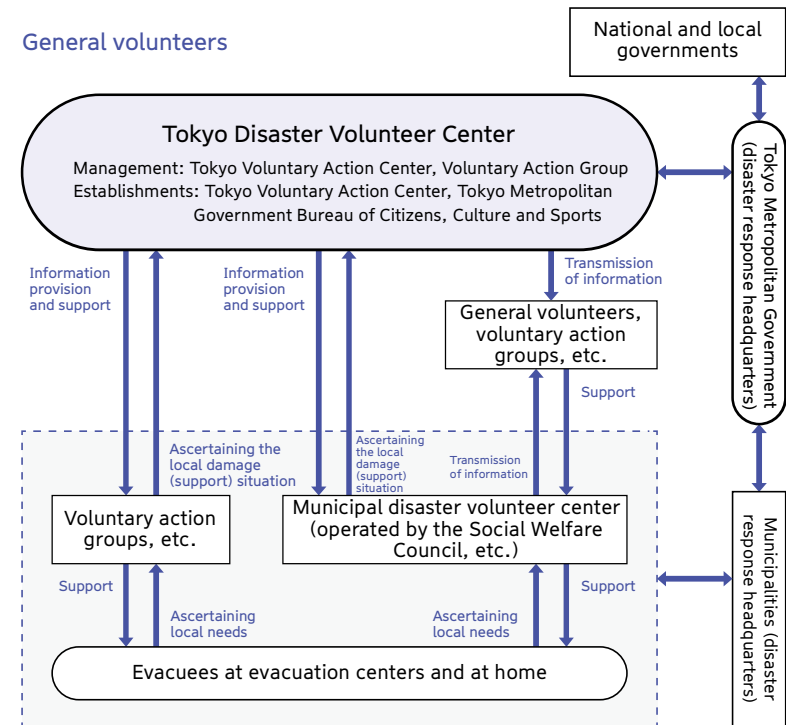 General volunteers
National and local
governments
Tokyo Disaster Volunteer Center
Management: Tokyo Voluntary Action Center, Voluntary Action Group
Establishments: Tokyo Voluntary Action Center, Tokyo Metropolitan
Government Bureau of Citizens, Culture and Sports
Tokyo Metropolitan Government
(disaster response headquarters)
Information
provision
and support
Information
provision
and support
Transmission
of information
General volunteers,
voluntary action
groups, etc.
Support
Ascertaining the
local damage
(support) situation
Ascertaining
the local
damage
(support)
situation
Transmission
of information
Voluntary action
groups, etc.
Municipal disaster volunteer center
(operated by the Social Welfare
Council, etc.)
Municipalities (disaster
response headquarters)
Support
Ascertaining
local needs
Ascertaining
local needs
Support
Evacuees at evacuation centers and at home